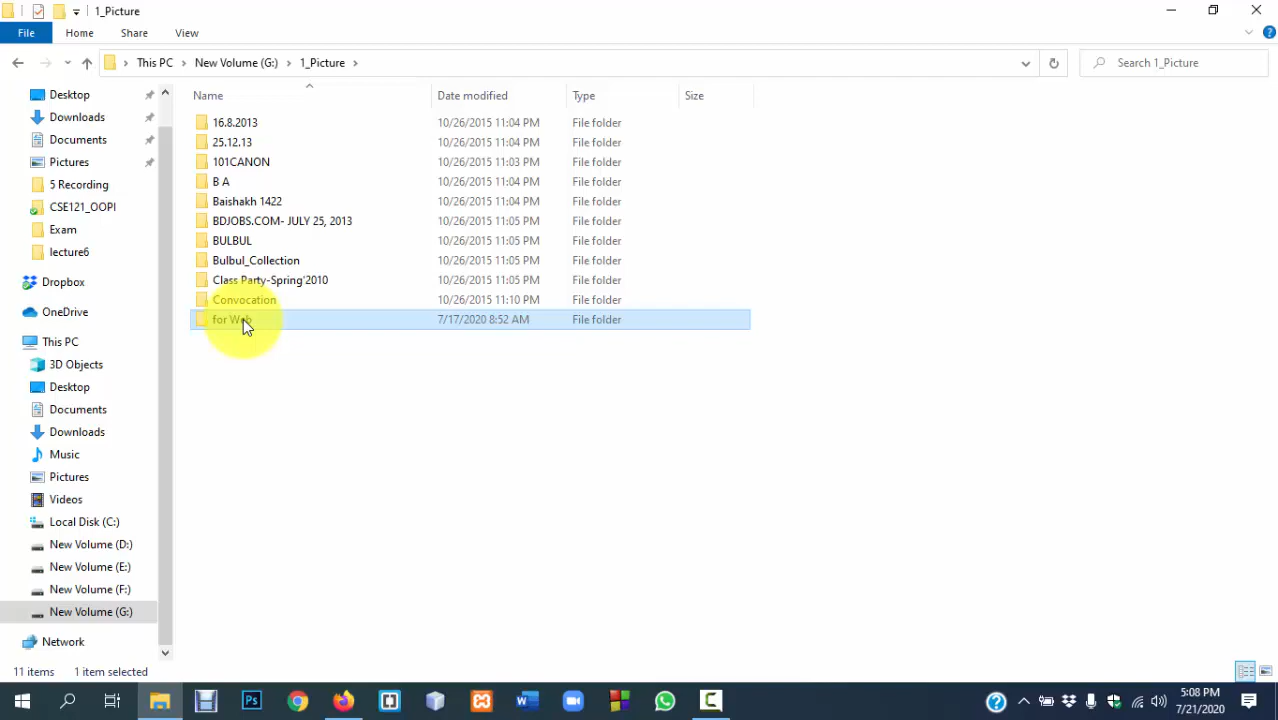 1_Picture
File Home Share View
This PC New Volume (G:) 1_Picture Search 1_Picture
Name Date modified Type Size
Desktop
Downloads
Documents
Pictures
5 Recording
CSE121_OOPI
Exam
lecture6
Dropbox
OneDrive
This PC
3D Objects
Desktop
Documents
Downloads
Music
Pictures
Videos
Local Disk (C:)
New Volume (D:)
New Volume (E:)
New Volume (F:)
New Volume (G:)
Network
16.8.2013 10/26/2015 11:04 PM File folder
25.12.13 10/26/2015 11:04 PM File folder
101CANON 10/26/2015 11:03 PM File folder
B A 10/26/2015 11:04 PM File folder
Baishakh 1422 10/26/2015 11:04 PM File folder
BDJOBS.COM- JULY 25, 2013 10/26/2015 11:05 PM File folder
BULBUL 10/26/2015 11:05 PM File folder
Bulbul_Collection 10/26/2015 11:05 PM File folder
Class Party-Spring'2010 10/26/2015 11:05 PM File folder
Convocation 10/26/2015 11:10 PM File folder
for Web 7/17/2020 8:52 AM File folder
11 items 1 item selected
5:08 PM
7/21/2020